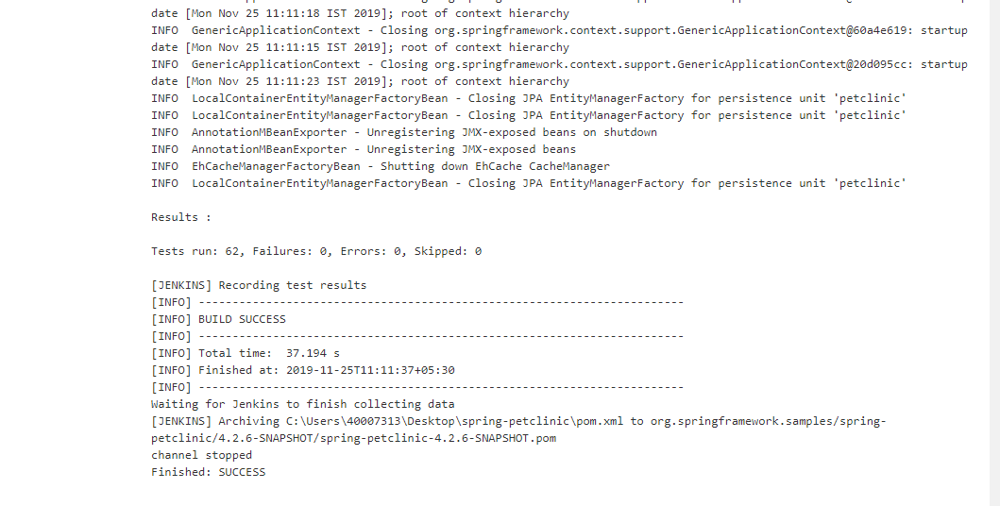 date [Mon Nov 25 11:11:18 IST 2019]; root of context hierarchy
INFO  GenericApplicationContext - Closing org.springframework.context.support.GenericApplicationContext@60a4e619: startup
date [Mon Nov 25 11:11:15 IST 2019]; root of context hierarchy
INFO  GenericApplicationContext - Closing org.springframework.context.support.GenericApplicationContext@20d095cc: startup
date [Mon Nov 25 11:11:23 IST 2019]; root of context hierarchy
INFO  LocalContainerEntityManagerFactoryBean - Closing JPA EntityManagerFactory for persistence unit 'petclinic'
INFO  LocalContainerEntityManagerFactoryBean - Closing JPA EntityManagerFactory for persistence unit 'petclinic'
INFO  AnnotationMBeanExporter - Unregistering JMX-exposed beans on shutdown
INFO  AnnotationMBeanExporter - Unregistering JMX-exposed beans
INFO  EhCacheManagerFactoryBean - Shutting down EhCache CacheManager
INFO  LocalContainerEntityManagerFactoryBean - Closing JPA EntityManagerFactory for persistence unit 'petclinic'
Results :
Tests run: 62, Failures: 0, Errors: 0, Skipped: 0
[JENKINS] Recording test results
[INFO] ------------------------------------------------------------------------
[INFO] BUILD SUCCESS
[INFO] ------------------------------------------------------------------------
[INFO] Total time:  37.194 s
[INFO] Finished at: 2019-11-25T11:11:37+05:30
[INFO] ------------------------------------------------------------------------
Waiting for Jenkins to finish collecting data
[JENKINS] Archiving C:\Users\40007313\Desktop\spring-petclinic\pom.xml to org.springframework.samples/spring-
petclinic/4.2.6-SNAPSHOT/spring-petclinic-4.2.6-SNAPSHOT.pom
channel stopped
Finished: SUCCESS